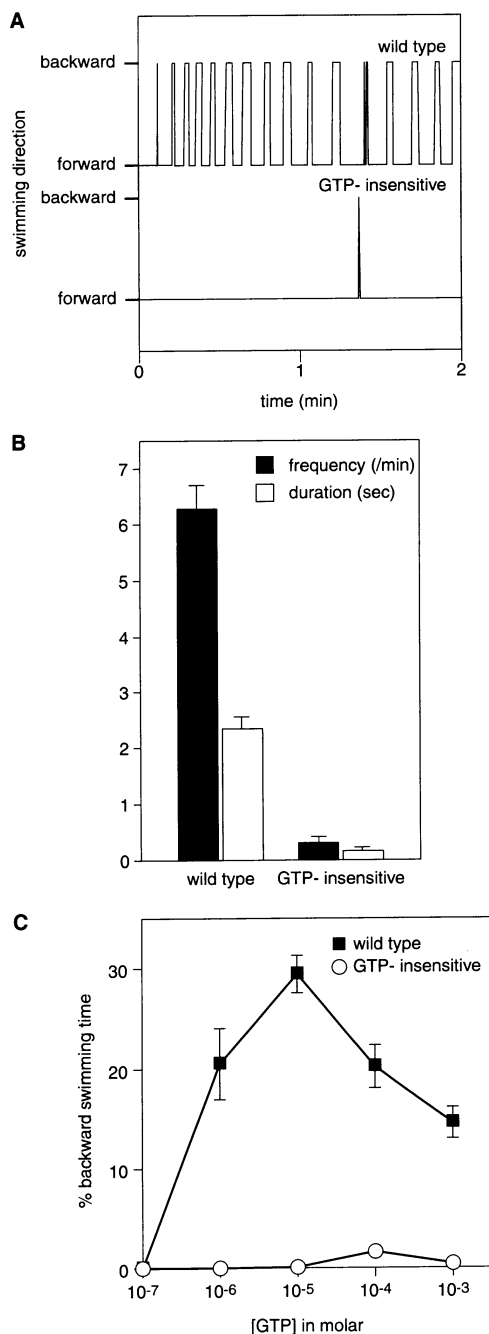 A
wild type
backward
forward
GTP- insensitive
backward
forward
swimming direction
0
1
2
time (min)
B
frequency (/min)
duration (sec)
7
6
5
4
3
2
1
0
wild type
GTP- insensitive
C
wild type
GTP- insensitive
30
20
10
0
% backward swimming time
10-7
10-6
10-5
10-4
10-3
[GTP] in molar